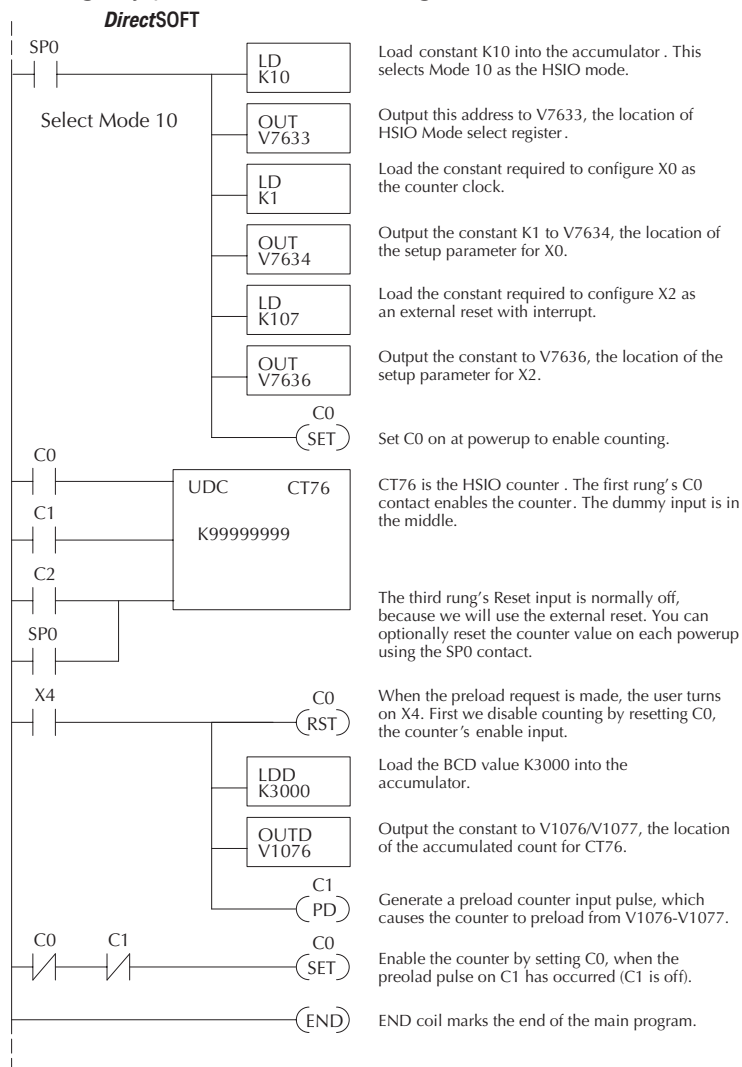 DirectSOFT
SP0
LD
K10
Load constant K10 into the accumulator . This
selects Mode 10 as the HSIO mode.
Select Mode 10
OUT
V7633
Output this address to V7633, the location of
HSIO Mode select register .
LD
K1
Load the constant required to configure X0 as
the counter clock.
OUT
V7634
Output the constant K1 to V7634, the location of
the setup parameter for X0.
LD
K107
Load the constant required to configure X2 as
an external reset with interrupt.
OUT
V7636
Output the constant to V7636, the location of the
setup parameter for X2.
C0
SET
Set C0 on at powerup to enable counting.
C0
UDC CT76
K99999999
CT76 is the HSIO counter . The first rung's C0
contact enables the counter. The dummy input is in
the middle.
C1
C2
SP0
The third rung's Reset input is normally off,
because we will use the external reset. You can
optionally reset the counter value on each powerup
using the SP0 contact.
X4
C0
RST
When the preload request is made, the user turns
on X4. First we disable counting by resetting C0,
the counter's enable input.
LDD
K3000
Load the BCD value K3000 into the
accumulator.
OUTD
V1076
Output the constant to V1076/V1077, the location
of the accumulated count for CT76.
C1
PD
Generate a preload counter input pulse, which
causes the counter to preload from V1076-V1077.
C0 C1 C0
SET
Enable the counter by setting C0, when the
preolad pulse on C1 has occurred (C1 is off).
END
END coil marks the end of the main program.